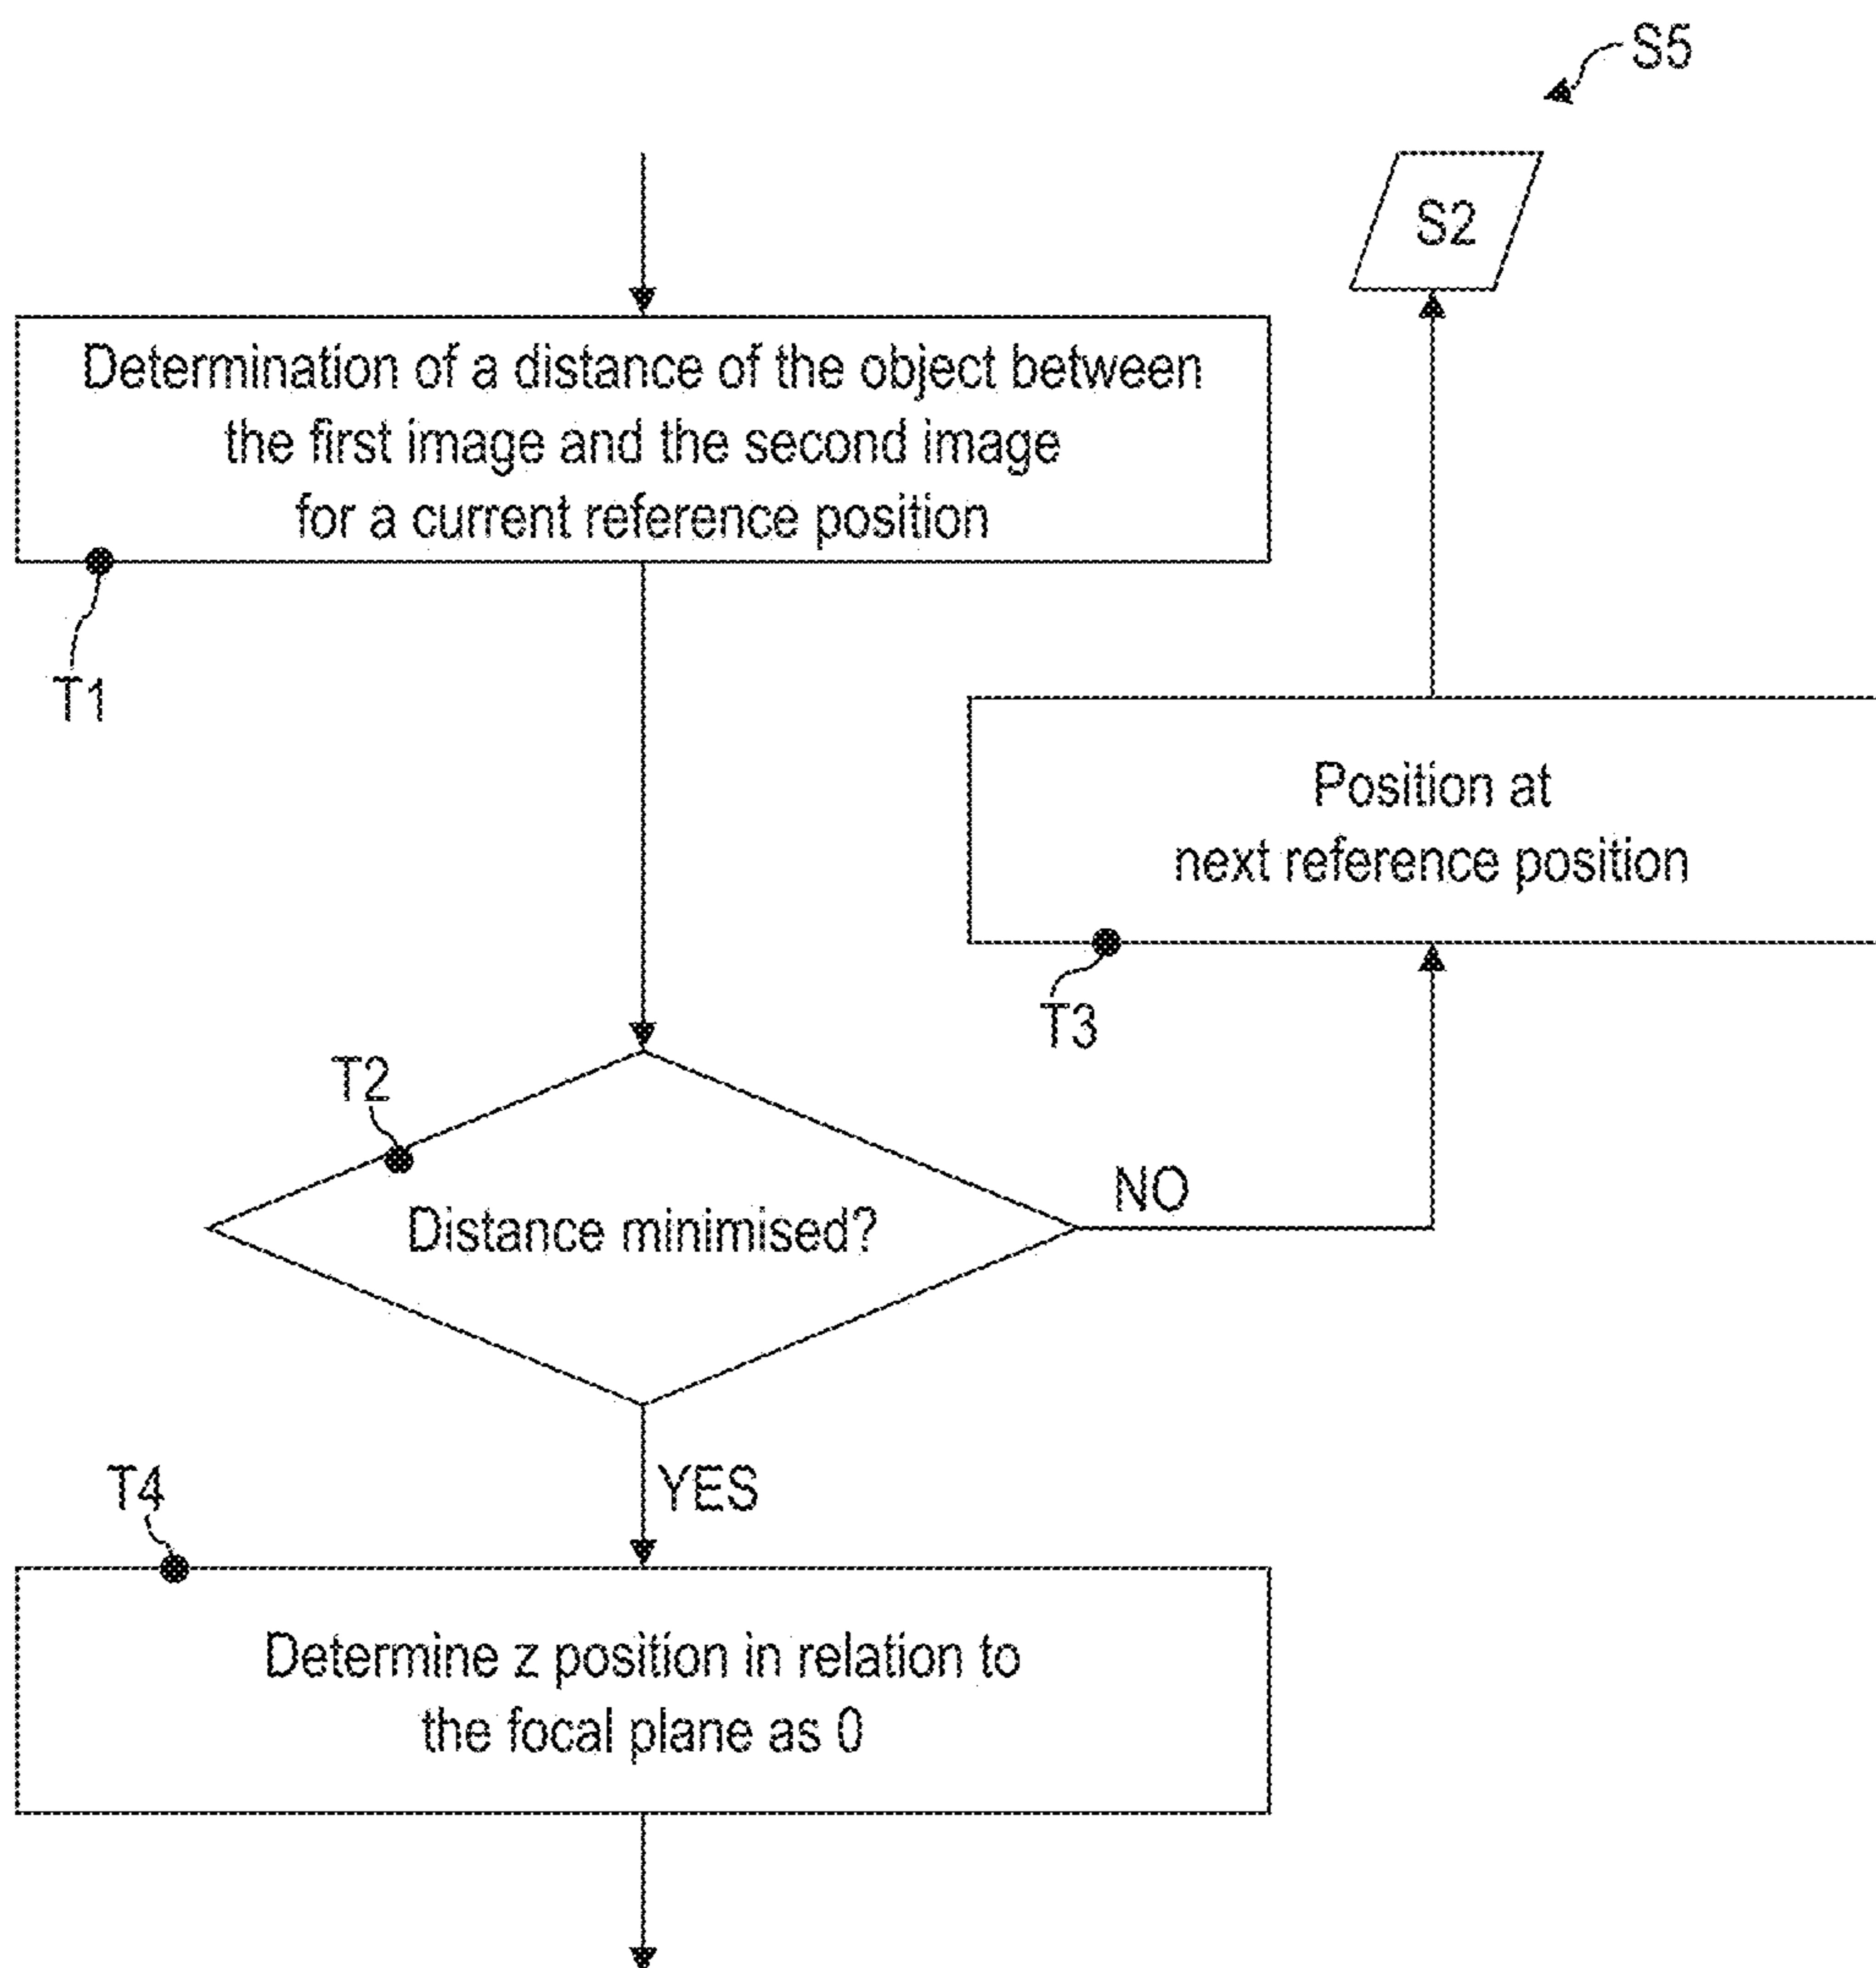 S5
S2
Determination of a distance of the object between
the first image and the second image
for a current reference position
T1
Position at
next reference position
T3
T2
Distance minimised?
NO
YES
T4
Determine z position in relation to
the focal plane as 0